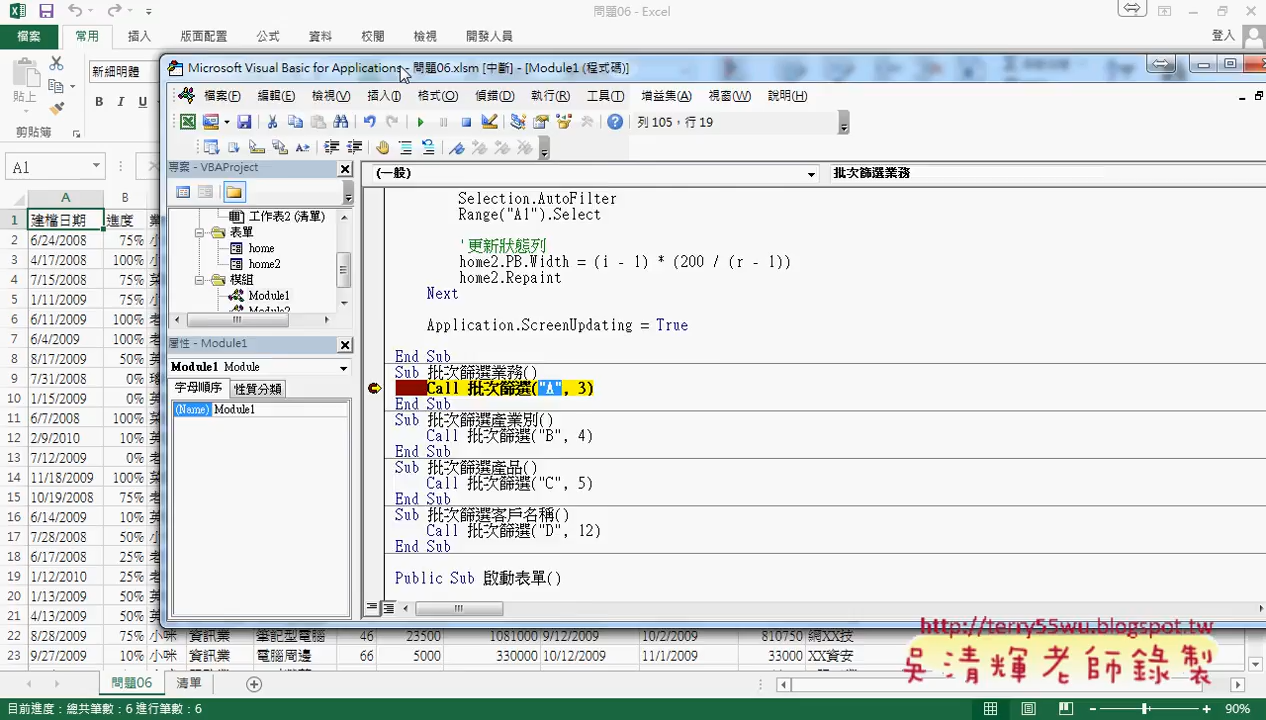 問題06 - Excel
檔案 常用 插入 版面配置 公式 資料 校閱 檢視 開發人員 登入
貼上 新細明體
B I U
剪貼簿
A1
Microsoft Visual Basic for Applications - 問題06.xlsm [中斷] - [Module1 (程式碼)]
檔案(F) 編輯(E) 檢視(V) 插入(I) 格式(O) 偵錯(D) 執行(R) 工具(T) 增益集(A) 視窗(W) 說明(H)
列 105，行 19
專案 - VBAProject
工作表2 (清單)
表單
home
home2
模組
Module1
Module2
屬性 - Module1
Module1 Module
字母順序 性質分類
(Name) Module1
(一般) 批次篩選業務
Selection.AutoFilter
Range("A1").Select
'更新狀態列
home2.PB.Width = (i - 1) * (200 / (r - 1))
home2.Repaint
Next
Application.ScreenUpdating = True
End Sub
Sub 批次篩選業務()
Call 批次篩選("A", 3)
End Sub
Sub 批次篩選產業別()
Call 批次篩選("B", 4)
End Sub
Sub 批次篩選產品()
Call 批次篩選("C", 5)
End Sub
Sub 批次篩選客戶名稱()
Call 批次篩選("D", 12)
End Sub
Public Sub 啟動表單()
A B
1 建檔日期 進度
2 6/24/2008 75% 小
3 4/17/2008 100%
4 7/15/2008 75%
5 1/11/2009 75% 小
6 6/11/2009 100% 老
7 6/4/2009 100% 老
8 8/17/2009 50%
9 7/31/2008 0%
10 1/15/2009 0%
11 6/7/2008 100%
12 2/9/2010 10% 英
13 7/12/2009 0% 老
14 11/18/2009 100%
15 10/19/2008 75% 老
16 6/14/2009 10% 英
17 7/28/2009 50% 小
18 6/17/2008 25% 老
19 1/12/2010 25% 老
20 1/13/2009 50%
21 4/13/2009 50%
22 8/28/2009 75% 小咪 資訊業 筆記型電腦 46 23500 1081000 9/12/2009 10/2/2009 810750 網XX技
23 9/27/2009 10% 小咪 資訊業 電腦周邊 66 5000 330000 10/12/2009 11/1/2009 33000 XX資安
http://terry55wu.blogspot.tw
吳清輝老師錄製
問題06 清單
目前進度：總共筆數：6 進行筆數：6 90%